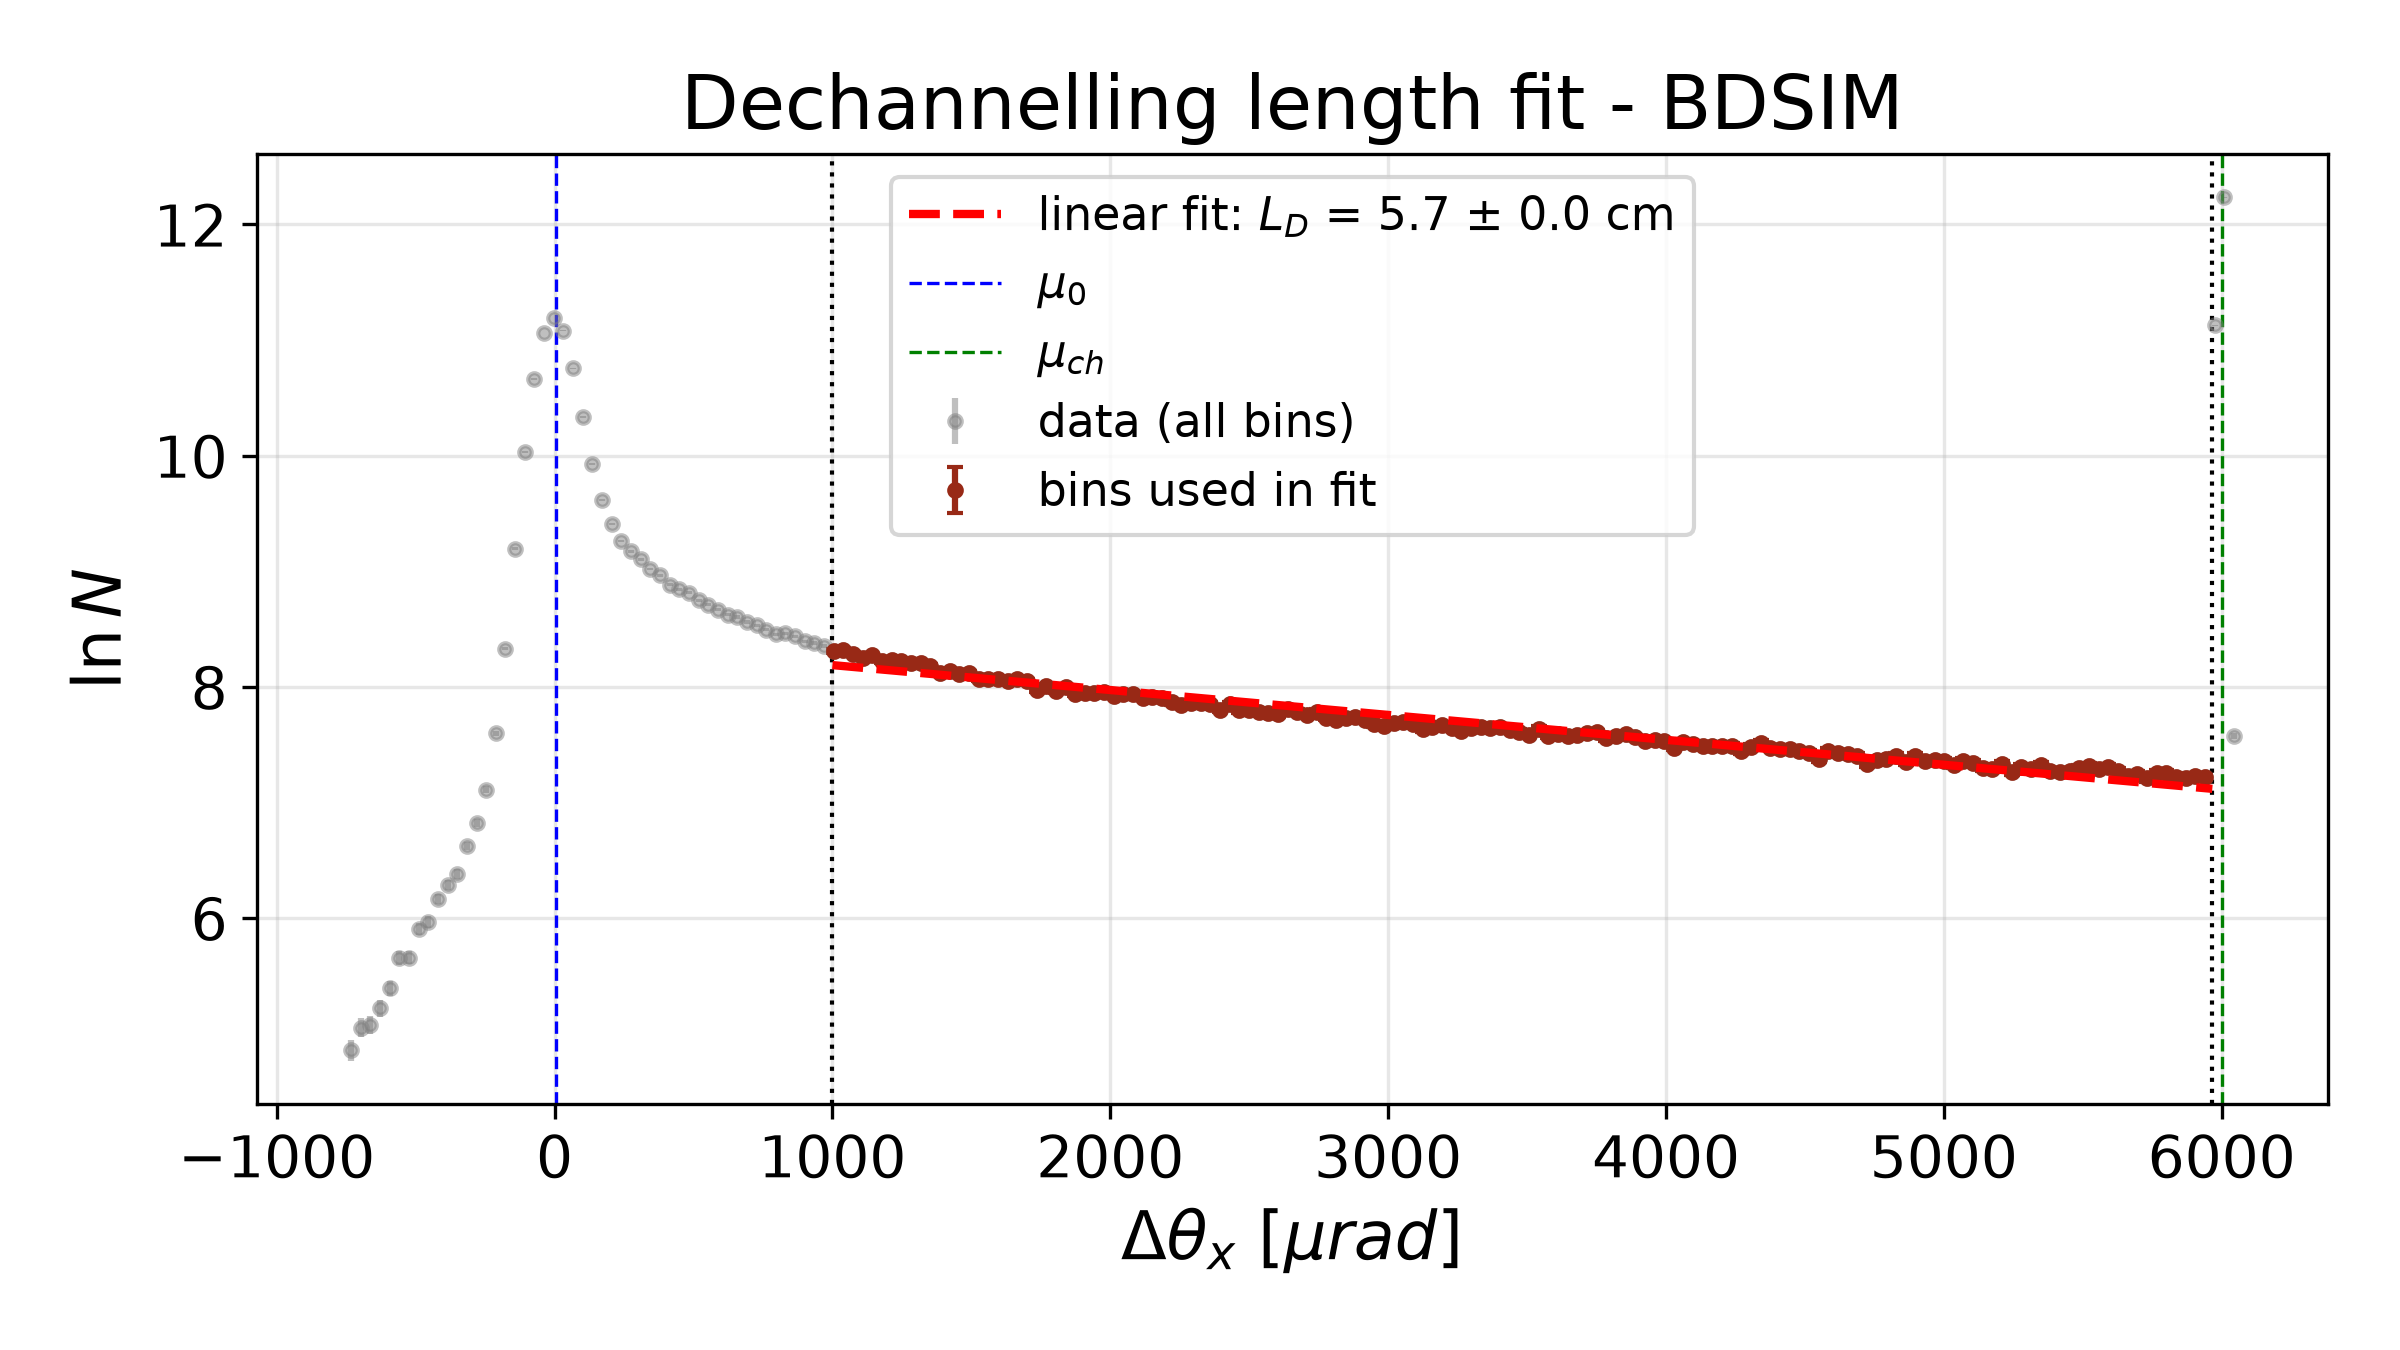 Dechannelling length fit - BDSIM
linear fit: L_D = 5.7 ± 0.0 cm
μ_0
μ_ch
data (all bins)
bins used in fit
ln N
12
10
8
6
−1000 0 1000 2000 3000 4000 5000 6000
Δθ_x [μrad]